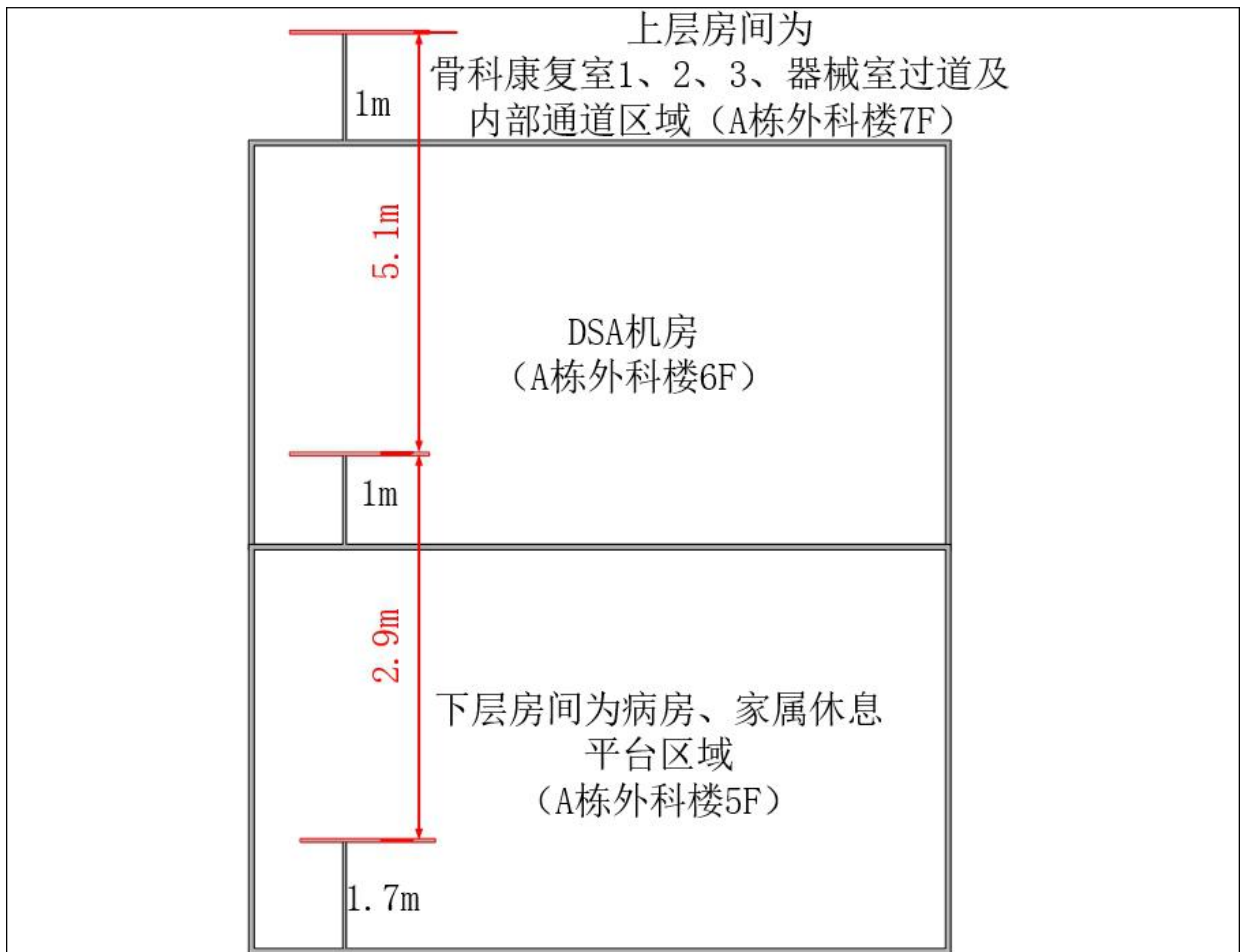 上层房间为
骨科康复室1、2、3、器械室过道及
内部通道区域（A栋外科楼7F）
1m
5.1m
DSA机房
（A栋外科楼6F）
1m
2.9m
下层房间为病房、家属休息
平台区域
（A栋外科楼5F）
1.7m